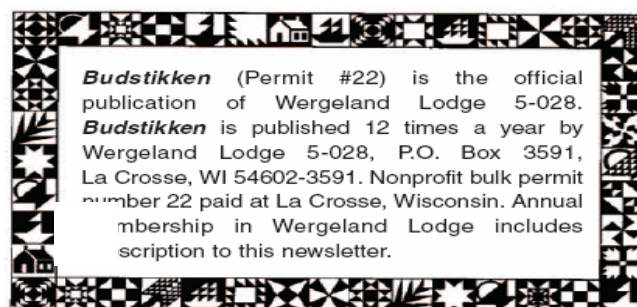 Budstikken (Permit #22) is the official
publication of Wergeland Lodge 5-028.
Budstikken is published 12 times a year by
Wergeland Lodge 5-028, P.O. Box 3591,
La Crosse, WI 54602-3591. Nonprofit bulk permit
number 22 paid at La Crosse, Wisconsin. Annual
in Wergeland Lodge includes
to this newsletter.